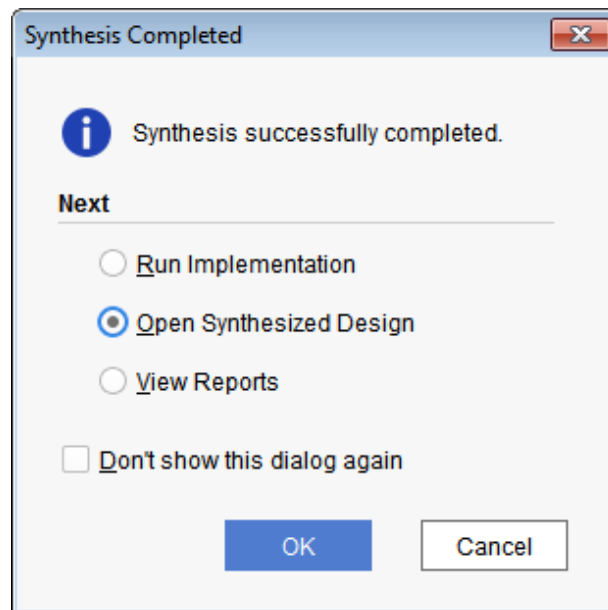 Synthesis Completed
Synthesis successfully completed.
Next
Run Implementation
Open Synthesized Design
View Reports
Don't show this dialog again
OK
Cancel